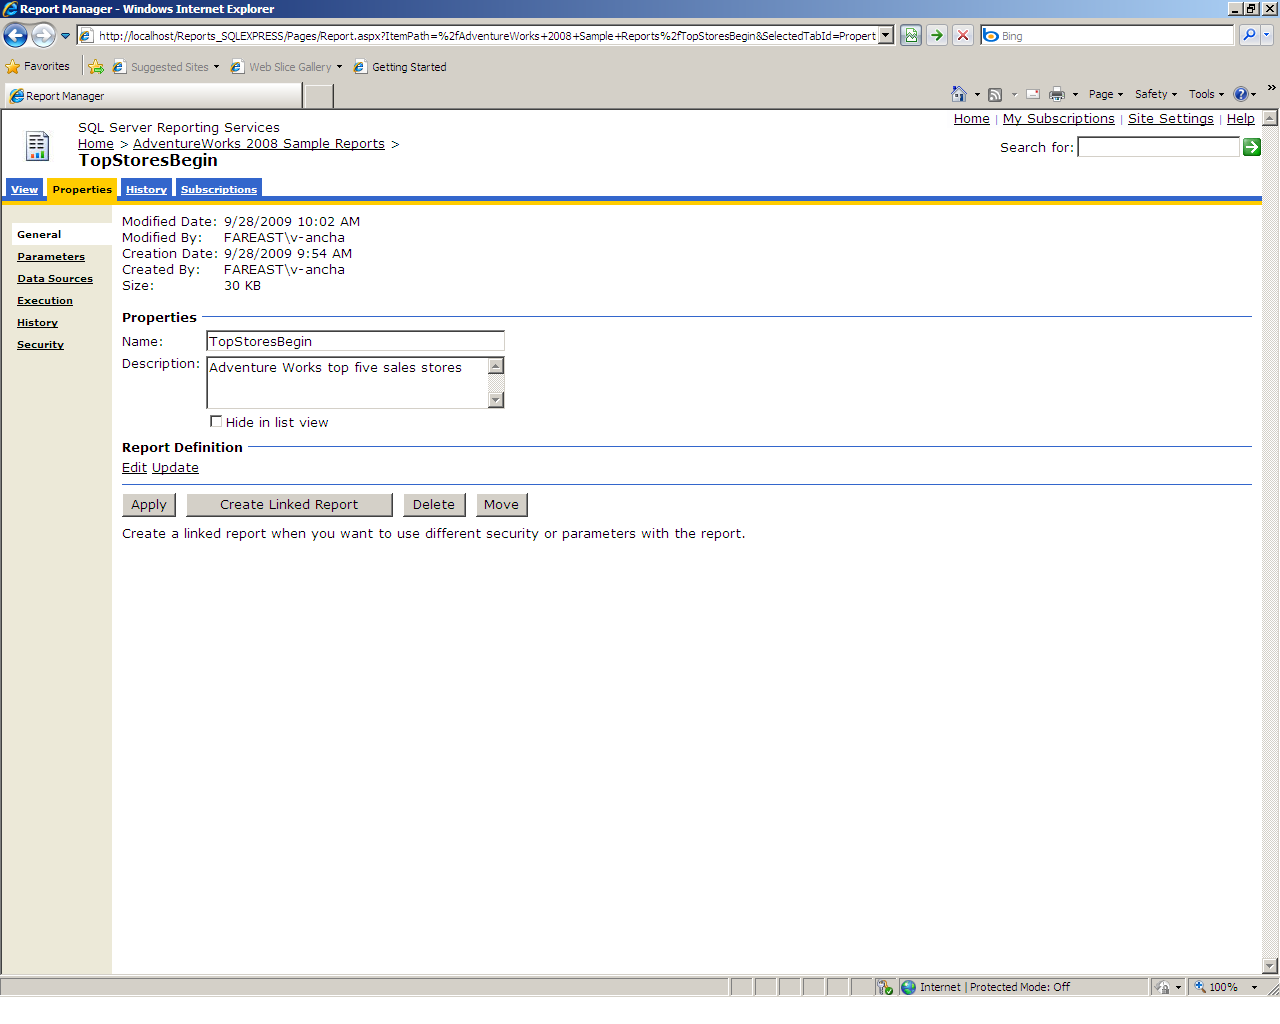 Report Manager - Windows Internet Explorer
http://localhost/Reports_SQLEXPRESS/Pages/Report.aspx?ItemPath=%2fAdventureWorks+2008+Sample+Reports%2fTopStoresBegin&SelectedTabId=Propert
Bing
Favorites Suggested Sites Web Slice Gallery Getting Started
Report Manager Page Safety Tools »
Home | My Subscriptions | Site Settings | Help
SQL Server Reporting Services
Home > AdventureWorks 2008 Sample Reports >
Search for:
TopStoresBegin
View Properties History Subscriptions
General
Parameters
Data Sources
Execution
History
Security
Modified Date: 9/28/2009 10:02 AM
Modified By: FAREAST\v-ancha
Creation Date: 9/28/2009 9:54 AM
Created By: FAREAST\v-ancha
Size: 30 KB
Properties
Name: TopStoresBegin
Description: Adventure Works top five sales stores
Hide in list view
Report Definition
Edit Update
Apply Create Linked Report Delete Move
Create a linked report when you want to use different security or parameters with the report.
Internet | Protected Mode: Off 100%